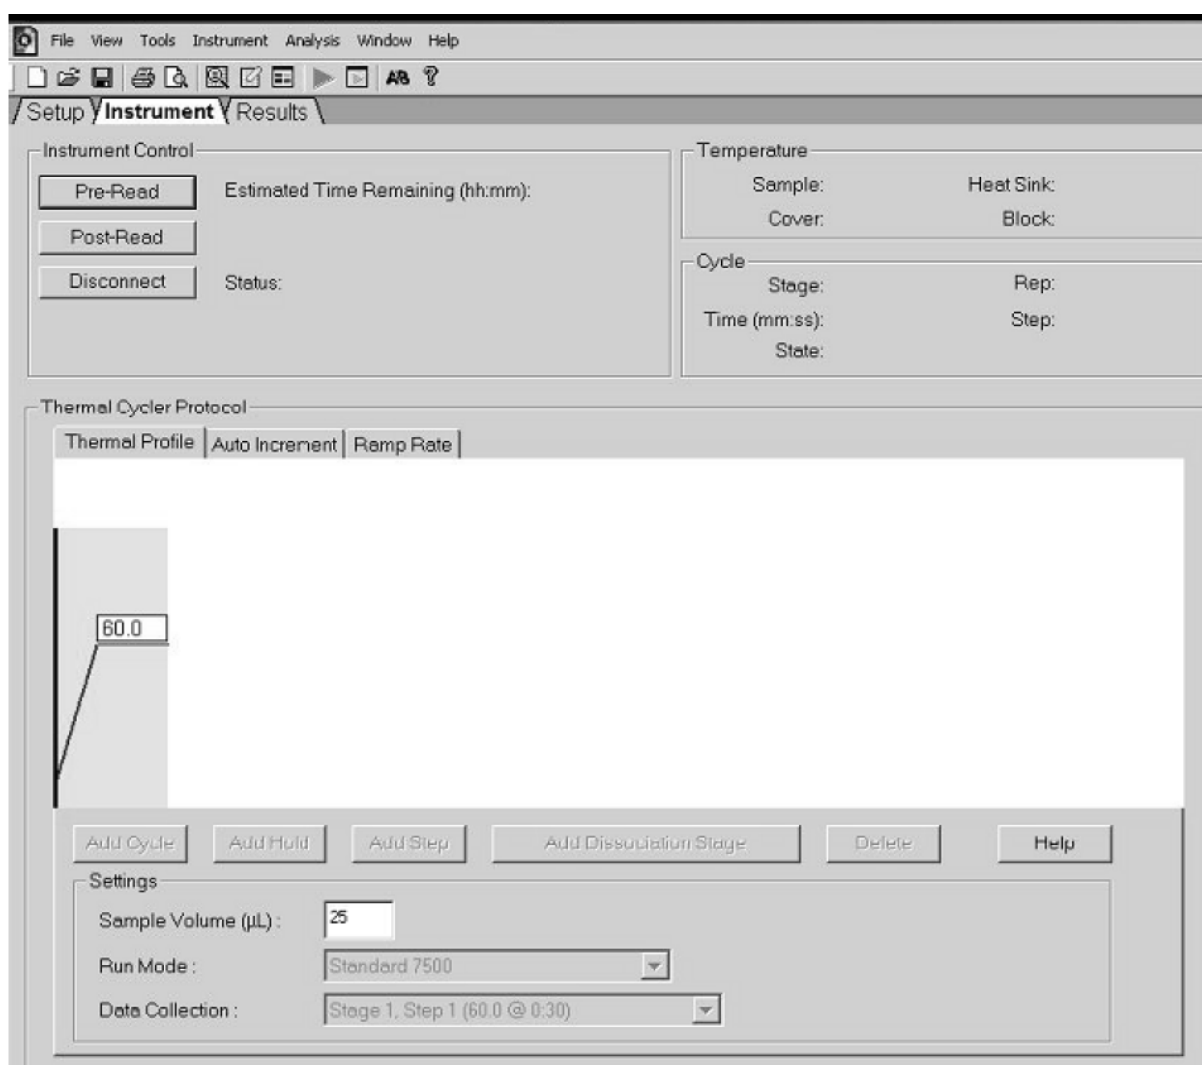 File View Tools Instrument Analysis Window Help
AB ?
Setup Instrument Results
Instrument Control
Pre-Read
Estimated Time Remaining (hh:mm):
Post-Read
Disconnect
Status:
Temperature
Sample: Heat Sink:
Cover: Block:
Cycle
Stage: Rep:
Time (mm:ss): Step:
State:
Thermal Cycler Protocol
Thermal Profile Auto Increment Ramp Rate
60.0
Add Cycle Add Hold Add Step Add Dissociation Stage Delete Help
Settings
Sample Volume (µL) : 25
Run Mode : Standard 7500
Data Collection : Stage 1, Step 1 (60.0 @ 0:30)